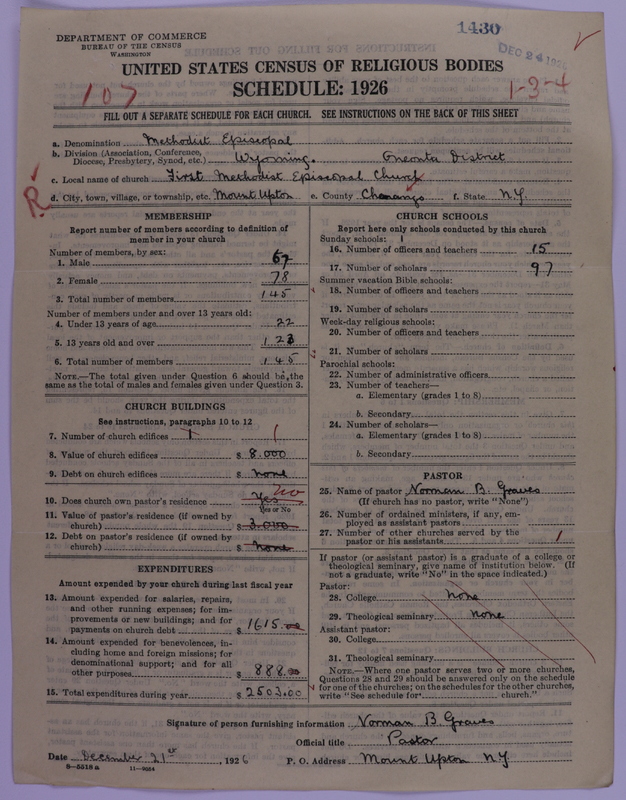 1430
DEPARTMENT OF COMMERCE
BUREAU OF THE CENSUS
WASHINGTON
DEC 24 1926
UNITED STATES CENSUS OF RELIGIOUS BODIES
SCHEDULE: 1926
107
1-3-4
FILL OUT A SEPARATE SCHEDULE FOR EACH CHURCH. SEE INSTRUCTIONS ON THE BACK OF THIS SHEET
a. Denomination Methodist Episcopal
b. Division (Association, Conference, Diocese, Presbytery, Synod, etc.) Wyoming. Oneonta District
c. Local name of church First Methodist Episcopal Church
R
d. City, town, village, or township, etc. Mount Upton e. County Chenango f. State N.Y.
MEMBERSHIP
Report number of members according to definition of
member in your church
Number of members, by sex:
1. Male 67
2. Female 78
3. Total number of members 145
Number of members under and over 13 years old:
4. Under 13 years of age 22
5. 13 years old and over 123
6. Total number of members 145
NOTE.—The total given under Question 6 should be the
same as the total of males and females given under Question 3.
CHURCH BUILDINGS
See instructions, paragraphs 10 to 12
7. Number of church edifices 1 1
8. Value of church edifices $ 8.000
9. Debt on church edifices $ none
10. Does church own pastor's residence Yes No
Yes or No
11. Value of pastor's residence (if owned by
church) $ 3.000
12. Debt on pastor's residence (if owned by
church) $ none
EXPENDITURES
Amount expended by your church during last fiscal year
13. Amount expended for salaries, repairs,
and other running expenses; for im-
provements or new buildings; and for
payments on church debt $ 1615.00
14. Amount expended for benevolences, in-
cluding home and foreign missions; for
denominational support; and for all
other purposes $ 888.00
15. Total expenditures during year $ 2503.00
CHURCH SCHOOLS
Report here only schools conducted by this church
Sunday schools: 1
16. Number of officers and teachers 15
17. Number of scholars 97
Summer vacation Bible schools:
18. Number of officers and teachers
19. Number of scholars
Week-day religious schools:
20. Number of officers and teachers
21. Number of scholars
Parochial schools:
22. Number of administrative officers
23. Number of teachers—
a. Elementary (grades 1 to 8)
b. Secondary
24. Number of scholars—
a. Elementary (grades 1 to 8)
b. Secondary
PASTOR
25. Name of pastor Norman B. Graves
(If church has no pastor, write "None")
26. Number of ordained ministers, if any, em-
ployed as assistant pastors
27. Number of other churches served by the
pastor or his assistants 1
If pastor (or assistant pastor) is a graduate of a college or
theological seminary, give name of institution below. (If
not a graduate, write "No" in the space indicated.)
Pastor:
28. College none
29. Theological seminary none
Assistant pastor:
30. College
31. Theological seminary
NOTE.—Where one pastor serves two or more churches,
Questions 28 and 29 should be answered only on the schedule
for one of the churches; on the schedules for the other churches,
write "See schedule for church."
Signature of person furnishing information Norman B. Graves
Official title Pastor
Date December 21st, 1926 P. O. Address Mount Upton N.Y.
8—5518 a 11—9064